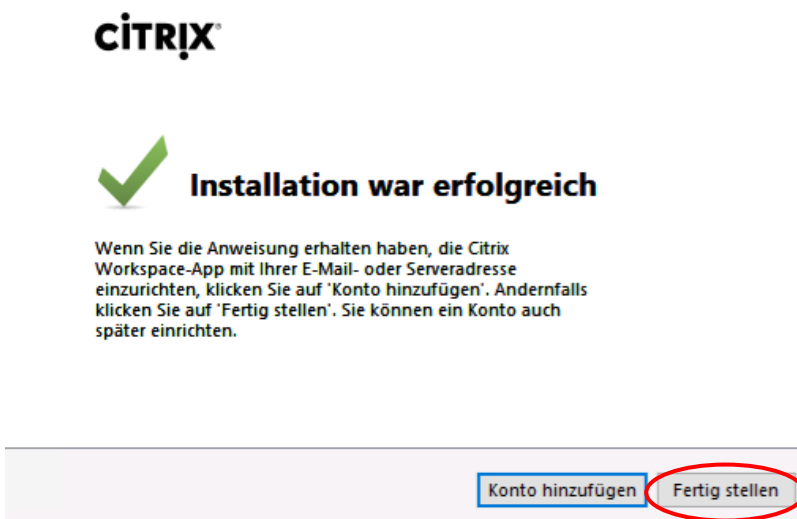 CİTRIX®
Installation war erfolgreich
Wenn Sie die Anweisung erhalten haben, die Citrix
Workspace-App mit Ihrer E-Mail- oder Serveradresse
einzurichten, klicken Sie auf 'Konto hinzufügen'. Andernfalls
klicken Sie auf 'Fertig stellen'. Sie können ein Konto auch
später einrichten.
Konto hinzufügen Fertig stellen